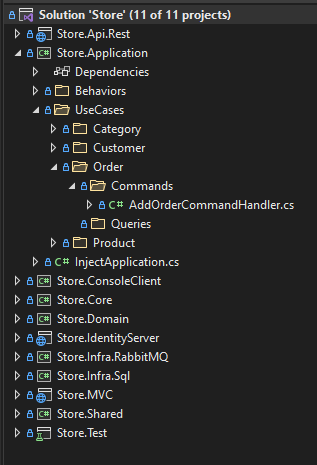 Solution 'Store' (11 of 11 projects)
Store.Api.Rest
Store.Application
Dependencies
Behaviors
UseCases
Category
Customer
Order
Commands
AddOrderCommandHandler.cs
Queries
Product
InjectApplication.cs
Store.ConsoleClient
Store.Core
Store.Domain
Store.IdentityServer
Store.Infra.RabbitMQ
Store.Infra.Sql
Store.MVC
Store.Shared
Store.Test